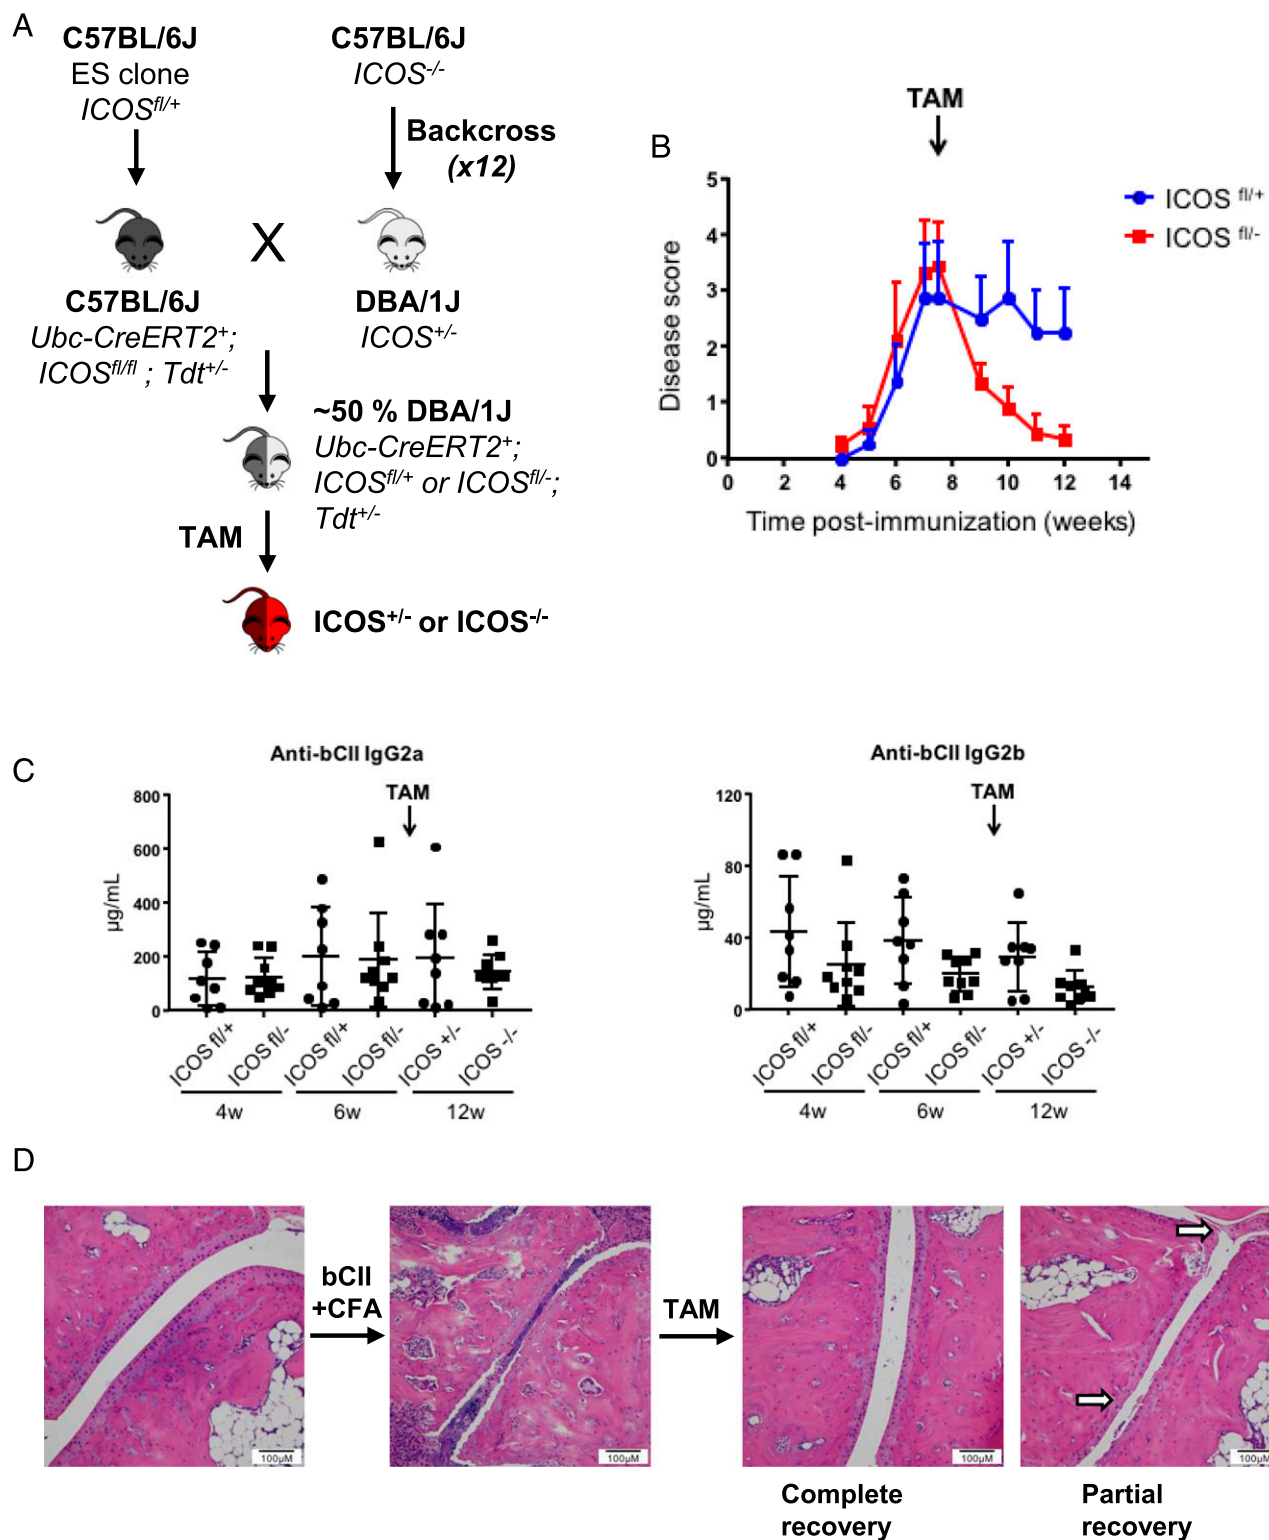 A
C57BL/6J
ES clone
ICOSfl/+
C57BL/6J
ICOS-/-
Backcross
(x12)
X
C57BL/6J
Ubc-CreERT2+;
ICOSfl/fl ; Tdt+/-
DBA/1J
ICOS+/-
~50 % DBA/1J
Ubc-CreERT2+;
ICOSfl/+ or ICOSfl/-;
Tdt+/-
TAM
ICOS+/- or ICOS-/-
B
TAM
ICOS fl/+
ICOS fl/-
Disease score
5
4
3
2
1
0
0 2 4 6 8 10 12 14
Time post-immunization (weeks)
C
Anti-bCII IgG2a
TAM
µg/mL
800
600
400
200
0
ICOS fl/+ ICOS fl/- ICOS fl/+ ICOS fl/- ICOS +/- ICOS -/-
4w 6w 12w
Anti-bCII IgG2b
TAM
µg/mL
120
80
40
0
ICOS fl/+ ICOS fl/- ICOS fl/+ ICOS fl/- ICOS +/- ICOS -/-
4w 6w 12w
D
bCII
+CFA
TAM
100µM
100µM
100µM
100µM
Complete
recovery
Partial
recovery